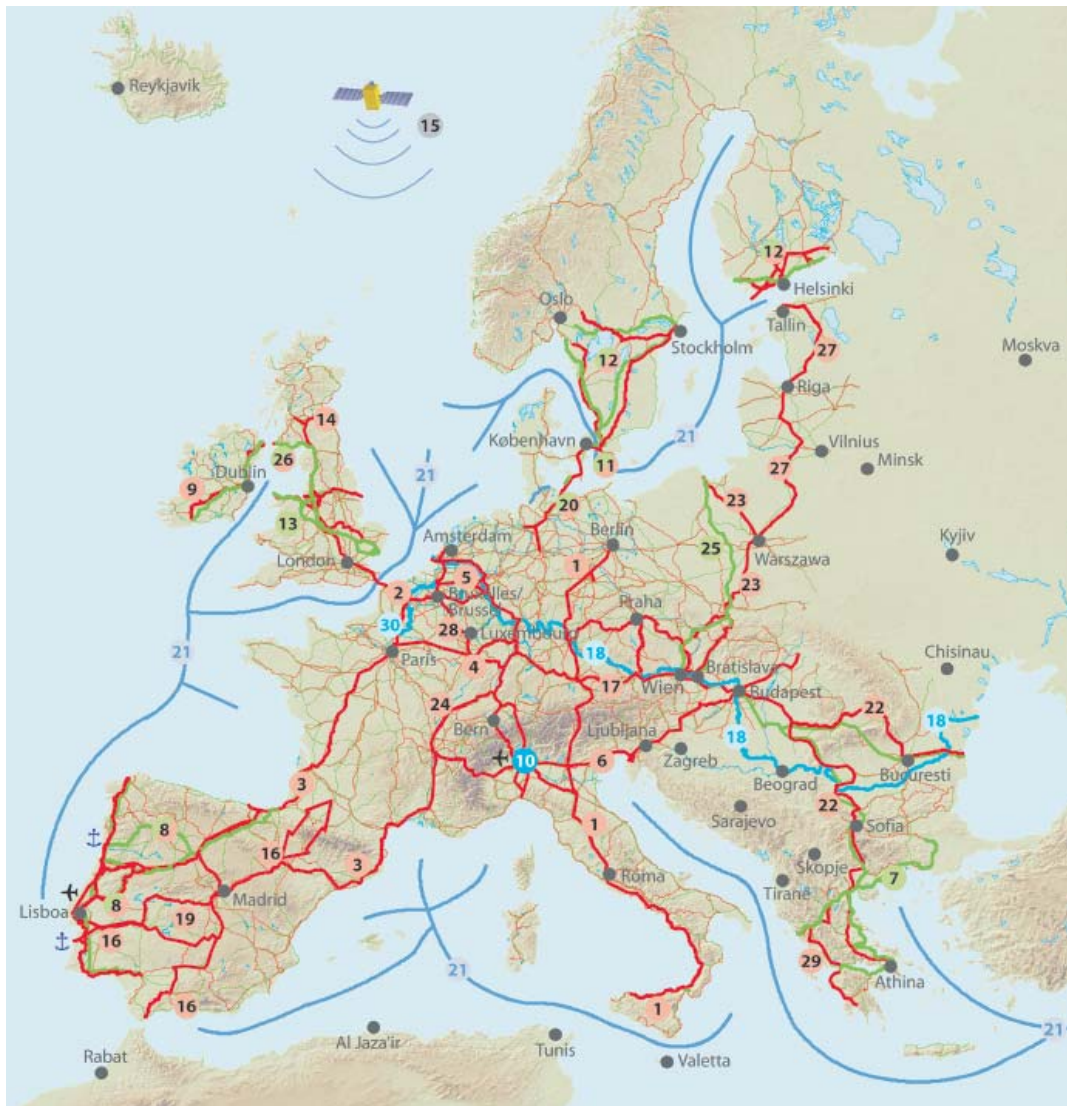 Reykjavik
15
12
Helsinki
Oslo
Tallin
Stockholm
27
Moskva
12
Riga
14
København
21
Vilnius
26
11
Minsk
Dublin
21
27
9
23
20
13
Amsterdam
Berlin
25
Warszawa
Kyjiv
London
1
5
23
2
Bruxelles/
Brussel
Praha
30
28
Luxembourg
Paris
18
Chisinau
21
4
Bratislava
17
Wien
Budapest
24
22
18
Bern
Ljubljana
18
10
6
Zagreb
Bucuresti
3
Beograd
22
1
Sarajevo
Sofia
8
16
3
Skopje
7
Roma
Tirane
Madrid
8
Lisboa
19
16
29
21
Athina
16
1
21
Al Jaza'ir
Tunis
Rabat
Valetta